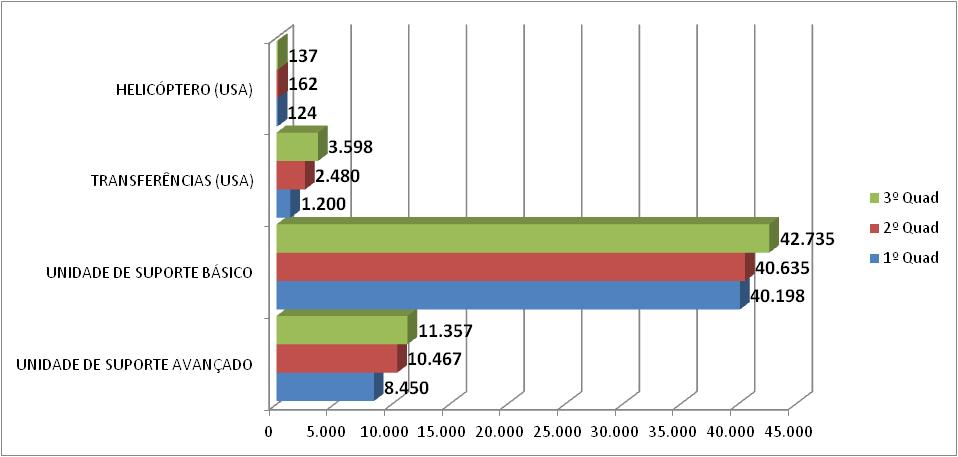 HELICÓPTERO (USA)
137
162
124
TRANSFERÊNCIAS (USA)
3.598
2.480
1.200
UNIDADE DE SUPORTE BÁSICO
42.735
40.635
40.198
UNIDADE DE SUPORTE AVANÇADO
11.357
10.467
8.450
0 5.000 10.000 15.000 20.000 25.000 30.000 35.000 40.000 45.000
3º Quad
2º Quad
1º Quad